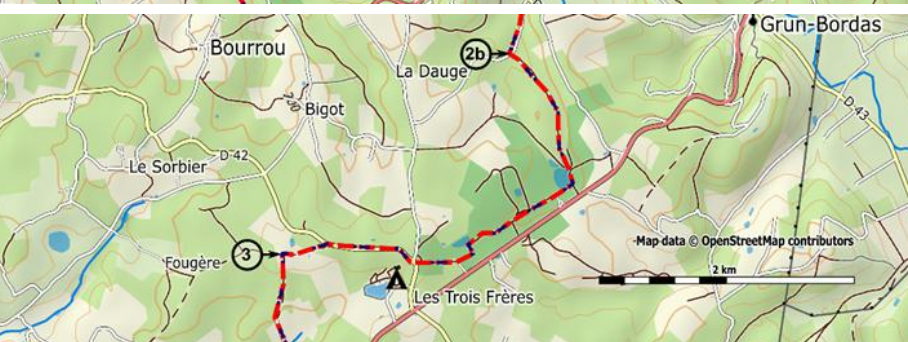 Grun-Bordas
Bourrou
2b
La Dauge
Bigot
D-43
D-42
Le Sorbier
Map data © OpenStreetMap contributors
3
Fougère
2 km
Les Trois Frères